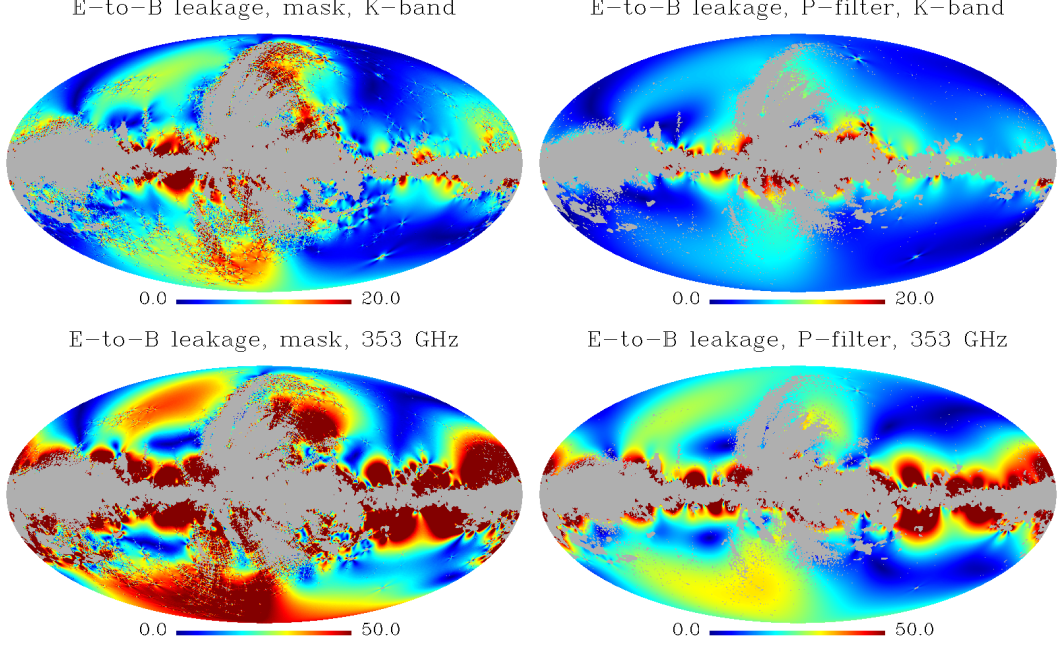 E-to-B leakage, mask, K-band
E-to-B leakage, P-filter, K-band
0.0 20.0
0.0 20.0
E-to-B leakage, mask, 353 GHz
E-to-B leakage, P-filter, 353 GHz
0.0 50.0
0.0 50.0